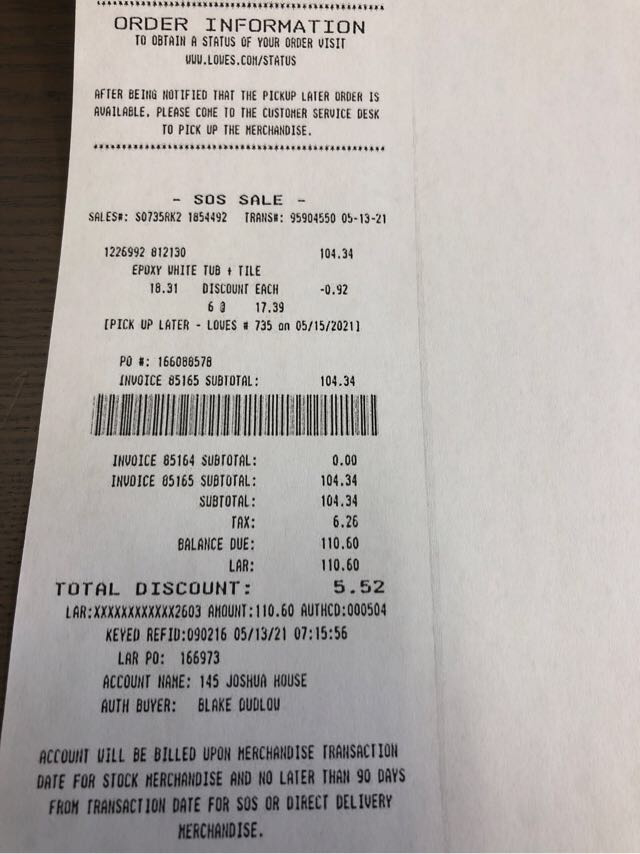 ************************************************
ORDER INFORMATION
TO OBTAIN A STATUS OF YOUR ORDER VISIT
WWW.LOWES.COM/STATUS
AFTER BEING NOTIFIED THAT THE PICKUP LATER ORDER IS
AVAILABLE, PLEASE COME TO THE CUSTOMER SERVICE DESK
TO PICK UP THE MERCHANDISE.
************************************************
- SOS SALE -
SALES#: S0735RK2 1854492 TRANS#: 95904550 05-13-21
1226992 812130 104.34
EPOXY WHITE TUB + TILE
18.31 DISCOUNT EACH -0.92
6 @ 17.39
[PICK UP LATER - LOWES # 735 on 05/15/2021]
PO #: 166088578
INVOICE 85165 SUBTOTAL: 104.34
INVOICE 85164 SUBTOTAL: 0.00
INVOICE 85165 SUBTOTAL: 104.34
SUBTOTAL: 104.34
TAX: 6.26
BALANCE DUE: 110.60
LAR: 110.60
TOTAL DISCOUNT: 5.52
LAR:XXXXXXXXXXXX2603 AMOUNT:110.60 AUTHCD:000504
KEYED REFID:090216 05/13/21 07:15:56
LAR PO: 166973
ACCOUNT NAME: 145 JOSHUA HOUSE
AUTH BUYER: BLAKE DUDLOW
ACCOUNT WILL BE BILLED UPON MERCHANDISE TRANSACTION
DATE FOR STOCK MERCHANDISE AND NO LATER THAN 90 DAYS
FROM TRANSACTION DATE FOR SOS OR DIRECT DELIVERY
MERCHANDISE.